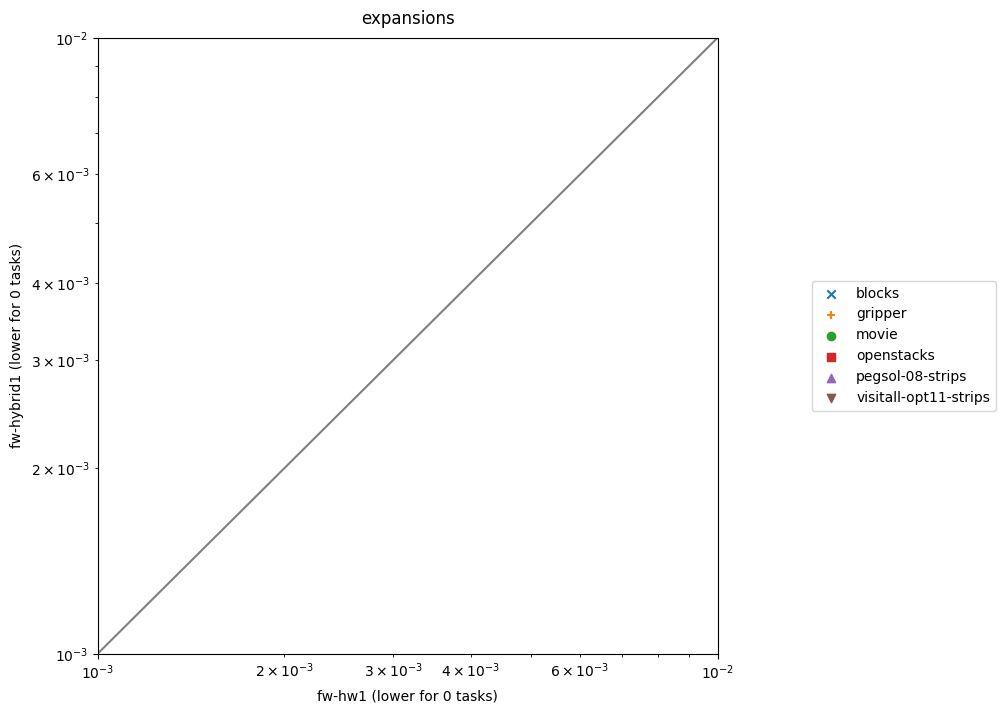 expansions
10⁻²
6 × 10⁻³
4 × 10⁻³
3 × 10⁻³
2 × 10⁻³
10⁻³
fw-hybrid1 (lower for 0 tasks)
10⁻³
2 × 10⁻³
3 × 10⁻³
4 × 10⁻³
6 × 10⁻³
10⁻²
fw-hw1 (lower for 0 tasks)
blocks
gripper
movie
openstacks
pegsol-08-strips
visitall-opt11-strips